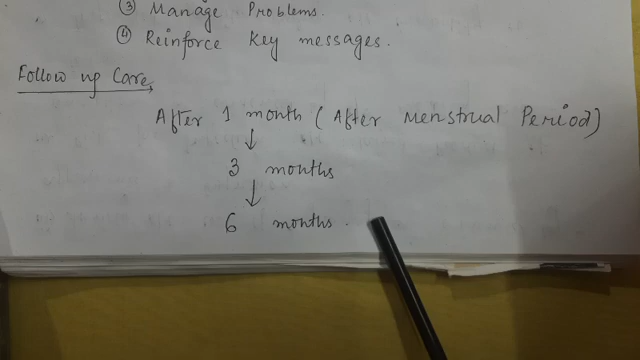 ③ Manage Problems.
④ Reinforce Key messages.
Follow up Care
After 1 month (After Menstrual Period)
↓
3 months
↓
6 months.